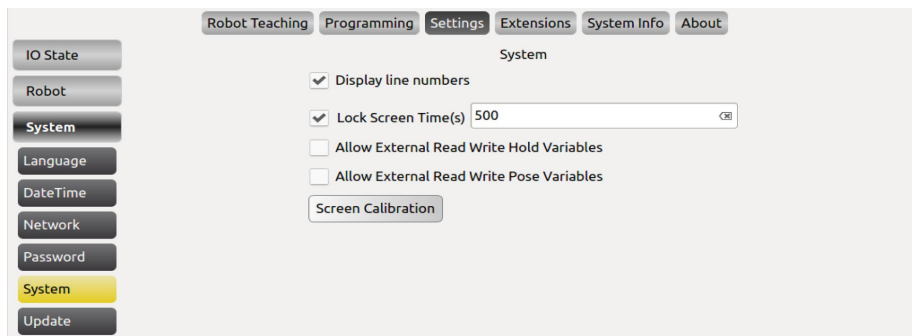 Robot Teaching Programming Settings Extensions System Info About
IO State
Robot
System
Language
DateTime
Network
Password
System
Update
System
Display line numbers
Lock Screen Time(s) 500
Allow External Read Write Hold Variables
Allow External Read Write Pose Variables
Screen Calibration